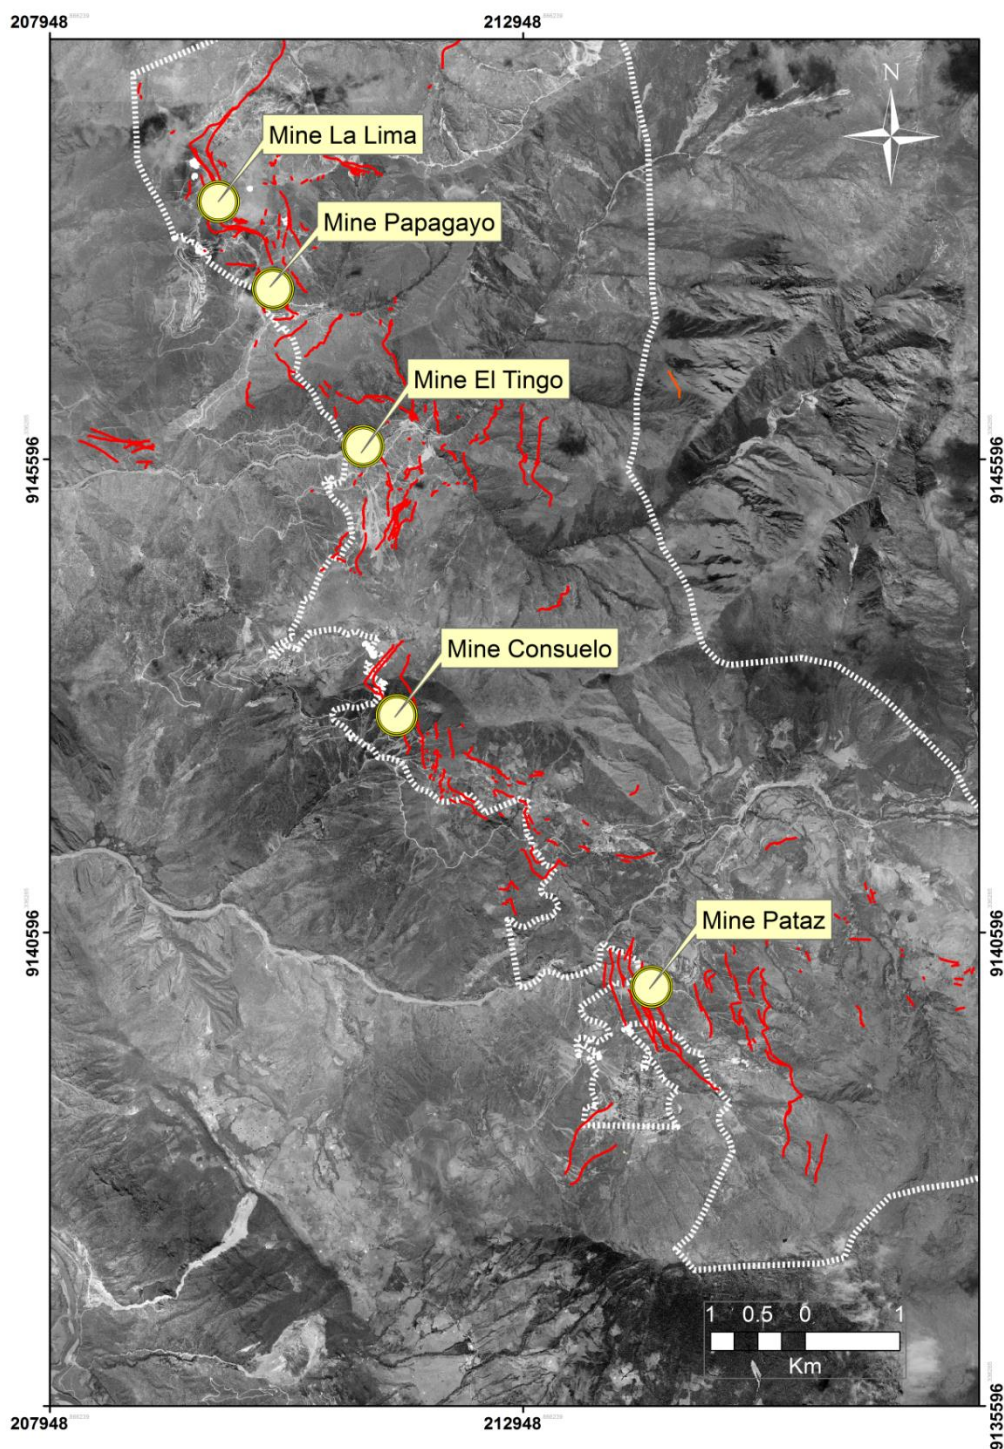 207948
212948
N
Mine La Lima
Mine Papagayo
Mine El Tingo
9145596
9145596
Mine Consuelo
Mine Pataz
9140596
9140596
1 0.5 0 1
Km
207948
212948
9135596